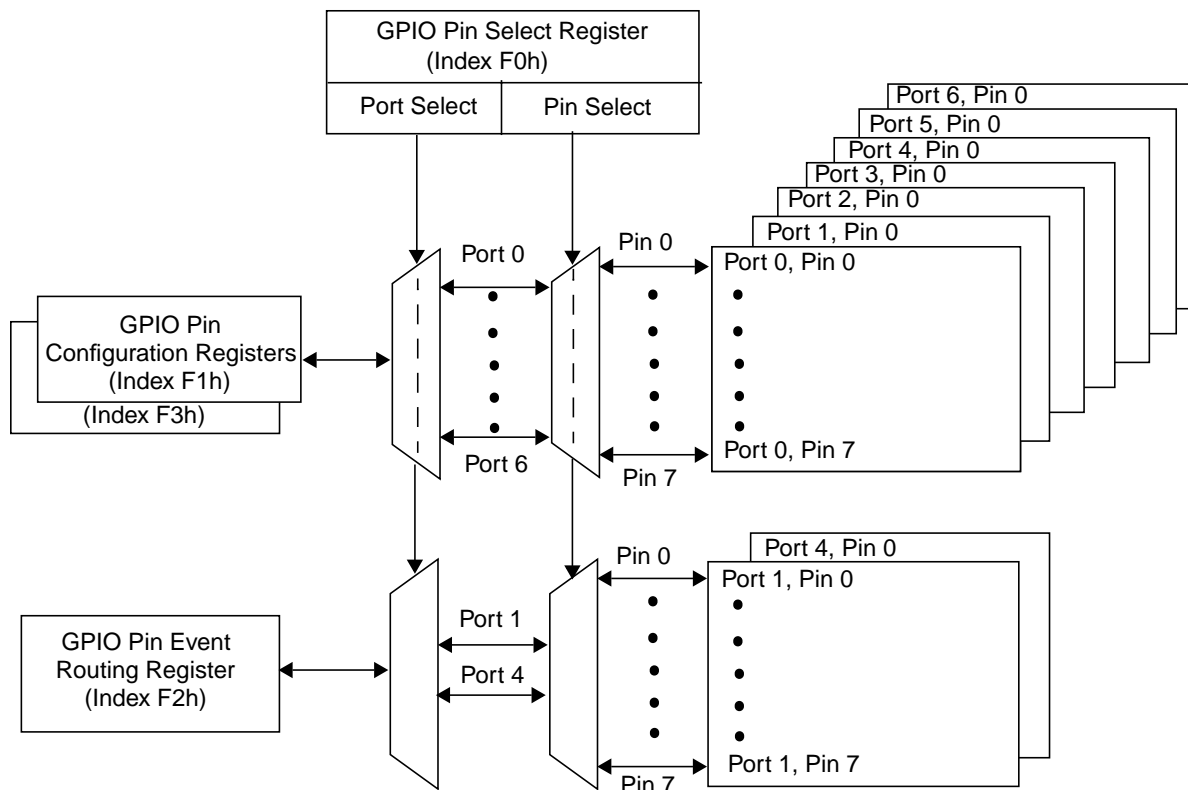 GPIO Pin Select Register
(Index F0h)
Port Select
Pin Select
Port 6, Pin 0
Port 5, Pin 0
Port 4, Pin 0
Port 3, Pin 0
Port 2, Pin 0
Port 1, Pin 0
Port 0, Pin 0
Port 0
Pin 0
GPIO Pin
Configuration Registers
(Index F1h)
(Index F3h)
Port 6
Pin 7
Port 0, Pin 7
Port 4, Pin 0
Pin 0
Port 1, Pin 0
GPIO Pin Event
Routing Register
(Index F2h)
Port 1
Port 4
Pin 7
Port 1, Pin 7